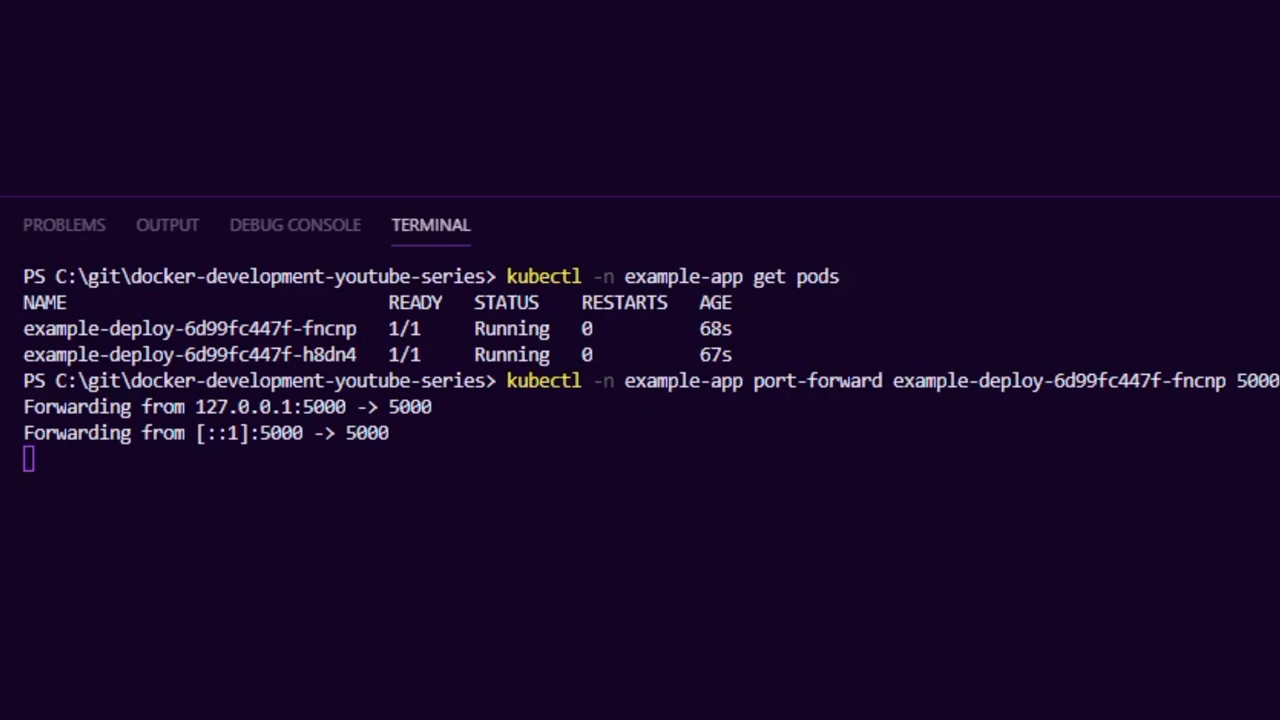 PROBLEMS OUTPUT DEBUG CONSOLE TERMINAL
PS C:\git\docker-development-youtube-series> kubectl -n example-app get pods
NAME READY STATUS RESTARTS AGE
example-deploy-6d99fc447f-fncnp 1/1 Running 0 68s
example-deploy-6d99fc447f-h8dn4 1/1 Running 0 67s
PS C:\git\docker-development-youtube-series> kubectl -n example-app port-forward example-deploy-6d99fc447f-fncnp 5000
Forwarding from 127.0.0.1:5000 -> 5000
Forwarding from [::1]:5000 -> 5000